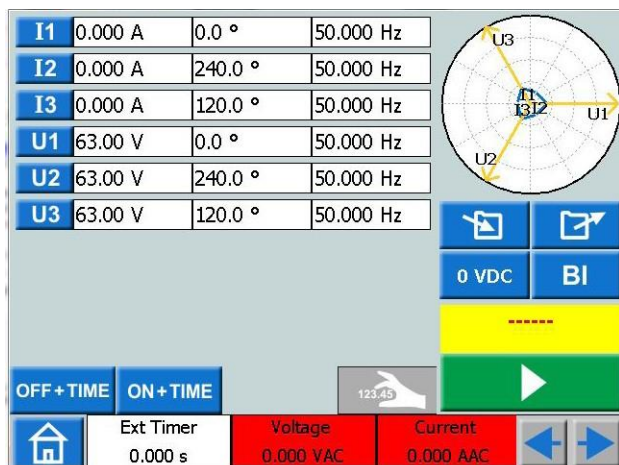 I1 0.000 A 0.0 ° 50.000 Hz
I2 0.000 A 240.0 ° 50.000 Hz
I3 0.000 A 120.0 ° 50.000 Hz
U1 63.00 V 0.0 ° 50.000 Hz
U2 63.00 V 240.0 ° 50.000 Hz
U3 63.00 V 120.0 ° 50.000 Hz
U3
I1
I3 I2
U1
U2
0 VDC BI
------
OFF+TIME ON+TIME 123.45
Ext Timer Voltage Current
0.000 s 0.000 VAC 0.000 AAC